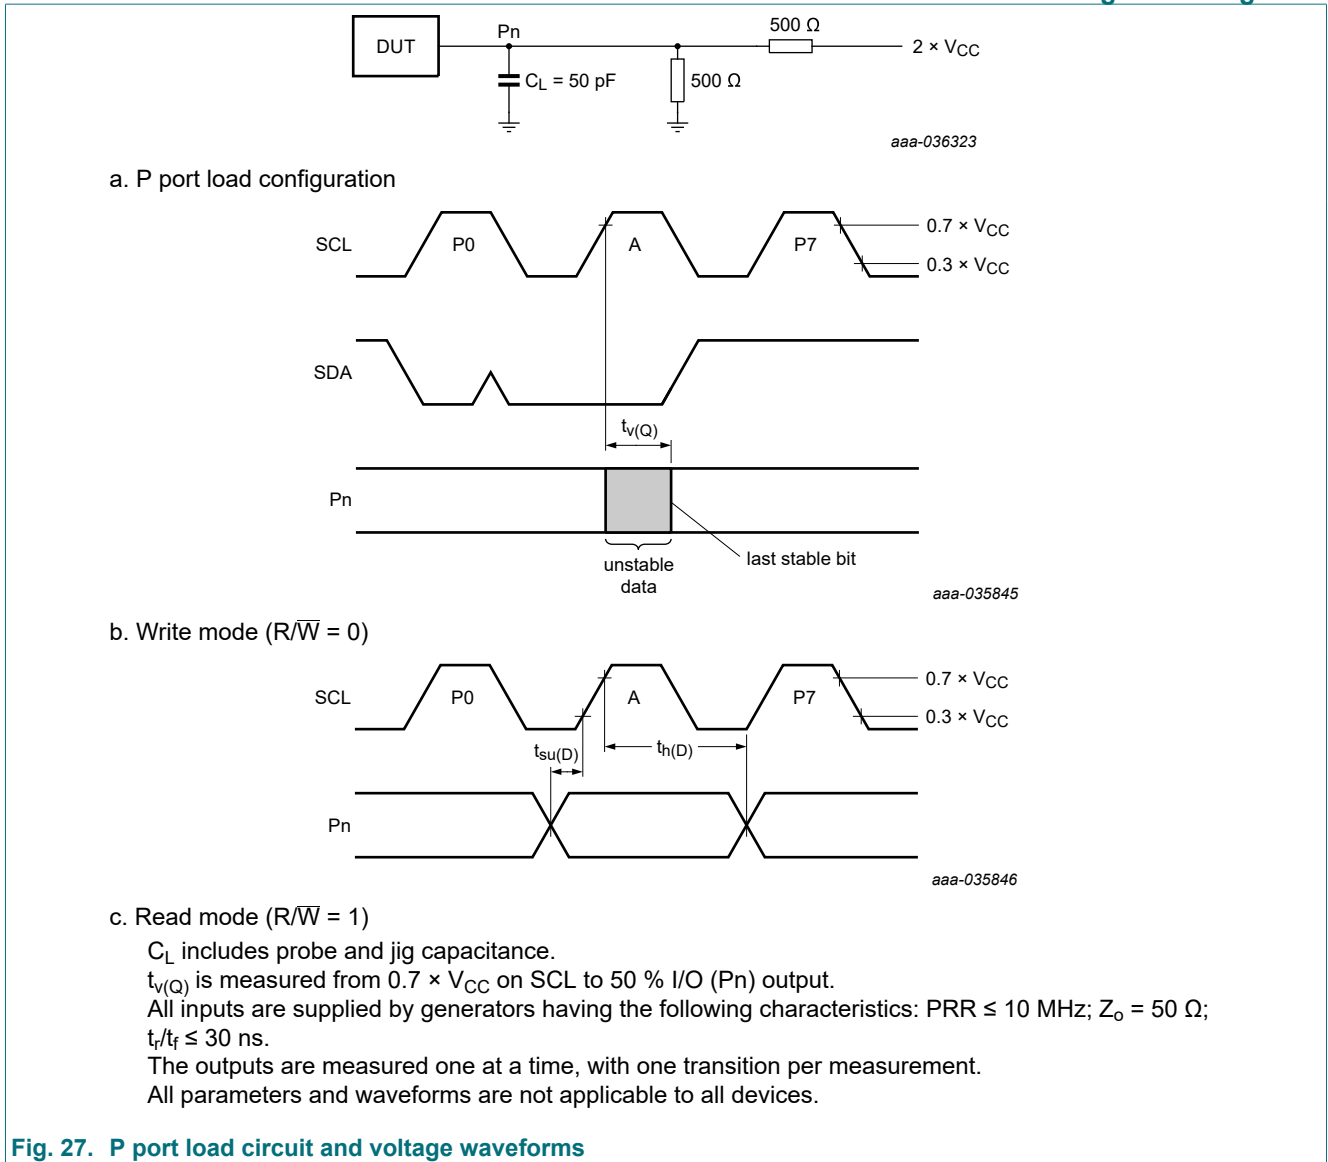 500 Ω
Pn
DUT
2 × VCC
CL = 50 pF
500 Ω
aaa-036323
a. P port load configuration
SCL
P0
A
P7
0.7 × VCC
0.3 × VCC
SDA
tv(Q)
Pn
unstable
data
last stable bit
aaa-035845
b. Write mode (R/W̅ = 0)
SCL
P0
A
P7
0.7 × VCC
0.3 × VCC
tsu(D)
th(D)
Pn
aaa-035846
c. Read mode (R/W̅ = 1)
CL includes probe and jig capacitance.
tv(Q) is measured from 0.7 × VCC on SCL to 50 % I/O (Pn) output.
All inputs are supplied by generators having the following characteristics: PRR ≤ 10 MHz; Zo = 50 Ω;
tr/tf ≤ 30 ns.
The outputs are measured one at a time, with one transition per measurement.
All parameters and waveforms are not applicable to all devices.
Fig. 27. P port load circuit and voltage waveforms